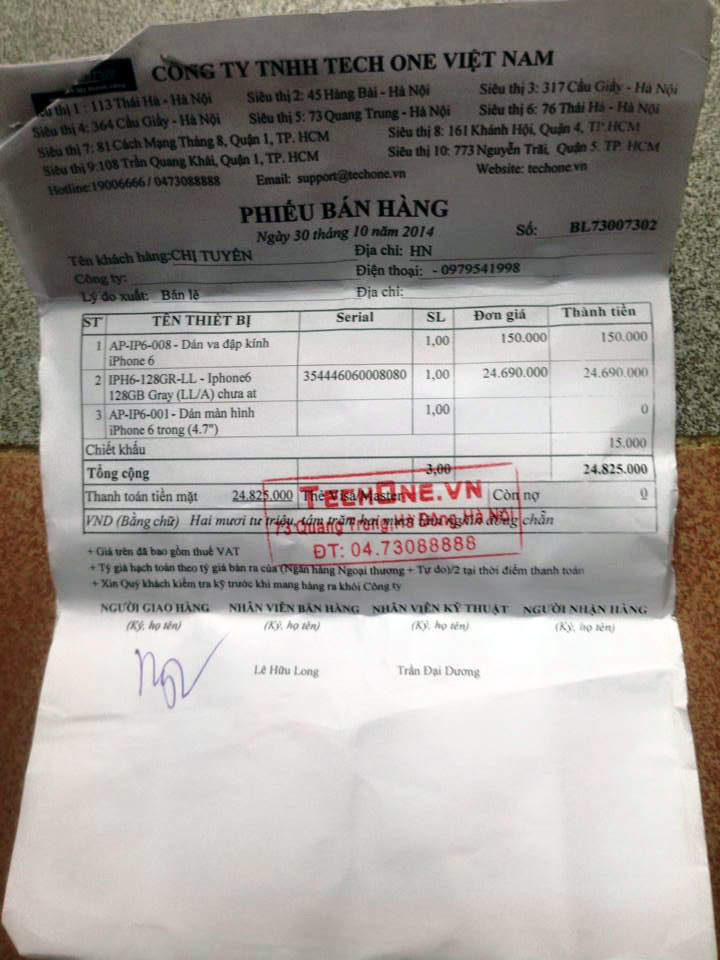 CÔNG TY TNHH TECH ONE VIỆT NAM
thị 1 : 113 Thái Hà - Hà Nội Siêu thị 2: 45 Hàng Bài - Hà Nội Siêu thị 3: 317 Cầu Giấy - Hà Nội
Siêu thị 4: 364 Cầu Giấy - Hà Nội Siêu thị 5: 73 Quang Trung - Hà Nội Siêu thị 6: 76 Thái Hà - Hà Nội
Siêu thị 7: 81 Cách Mạng Tháng 8, Quận 1, TP. HCM Siêu thị 8: 161 Khánh Hội, Quận 4, TP.HCM
Siêu thị 9:108 Trần Quang Khải, Quận 1, TP. HCM Siêu thị 10: 773 Nguyễn Trãi, Quận 5. TP. HCM
Hotline:19006666 / 0473088888 Email: support@techone.vn Website: techone.vn
PHIẾU BÁN HÀNG
Ngày 30 tháng 10 năm 2014 Số: BL73007302
Tên khách hàng: CHỊ TUYÊN Địa chỉ: HN
Công ty: Điện thoại: - 0979541998
Lý do xuất: Bán lẻ Địa chỉ:
ST TÊN THIẾT BỊ Serial SL Đơn giá Thành tiền
1 AP-IP6-008 - Dán va đập kính 1,00 150.000 150.000
iPhone 6
2 IPH6-128GR-LL - Iphone6 354446060008080 1,00 24.690.000 24.690.000
128GB Gray (LL/A) chưa at
3 AP-IP6-001 - Dán màn hình 1,00 0
iPhone 6 trong (4.7")
Chiết khấu 15.000
Tổng cộng 3,00 24.825.000
Thanh toán tiền mặt 24.825.000 Thẻ Visa/Master Còn nợ 0
VND (Bằng chữ) Hai mươi tư triệu, tám trăm hai mươi lăm nghìn đồng chẵn
TECHONE.VN
73 Quang Trung, Hà Đông, Hà Nội
ĐT: 04.73088888
+ Giá trên đã bao gồm thuế VAT
+ Tỷ giá hạch toán theo tỷ giá bán ra của (Ngân hàng Ngoại thương + Tự do)/2 tại thời điểm thanh toán
+ Xin Quý khách kiểm tra kỹ trước khi mang hàng ra khỏi Công ty
NGƯỜI GIAO HÀNG NHÂN VIÊN BÁN HÀNG NHÂN VIÊN KỸ THUẬT NGƯỜI NHẬN HÀNG
(Ký, họ tên) (Ký, họ tên) (Ký, họ tên) (Ký, họ tên)
Lê Hữu Long Trần Đại Dương